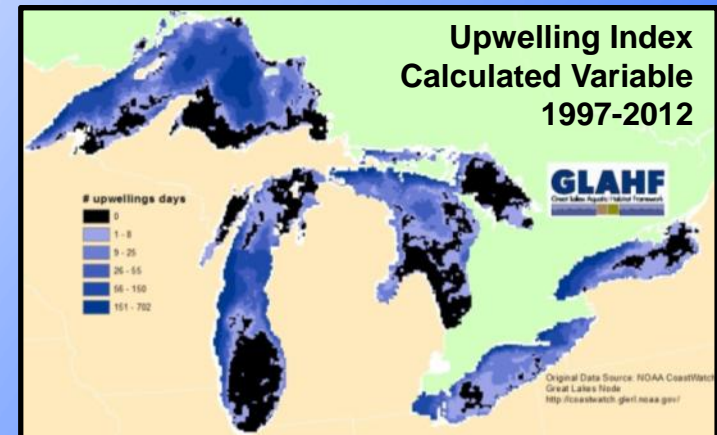 Upwelling Index
Calculated Variable
1997-2012
GLAHF
Great Lakes Aquatic Habitat Framework
# upwellings days
0
1 - 8
9 - 25
26 - 55
56 - 150
151 - 702
Original Data Source: NOAA CoastWatch
Great Lakes Node
http://coastwatch.glerl.noaa.gov/